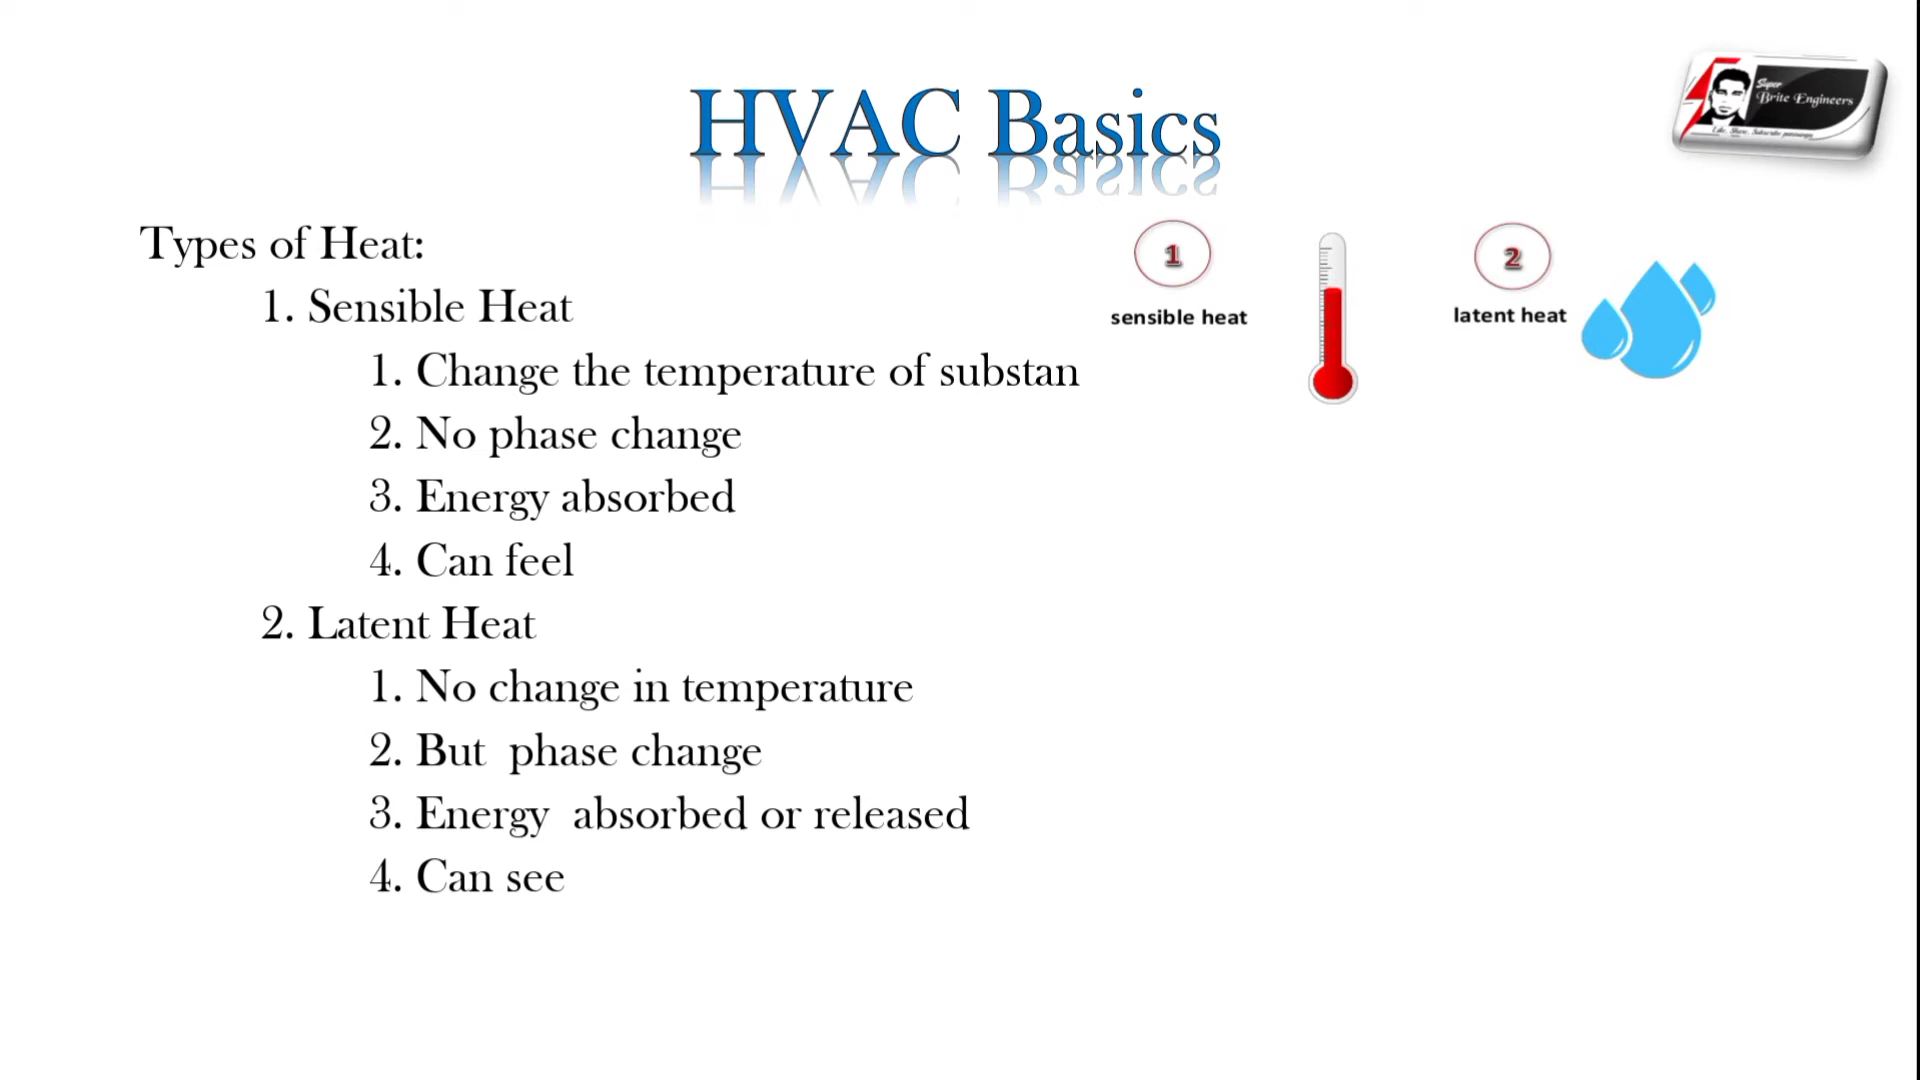 HVAC Basics
Super
Brite Engineers
Types of Heat:
1. Sensible Heat
1. Change the temperature of substan
2. No phase change
3. Energy absorbed
4. Can feel
2. Latent Heat
1. No change in temperature
2. But  phase change
3. Energy  absorbed or released
4. Can see
1
sensible heat
2
latent heat